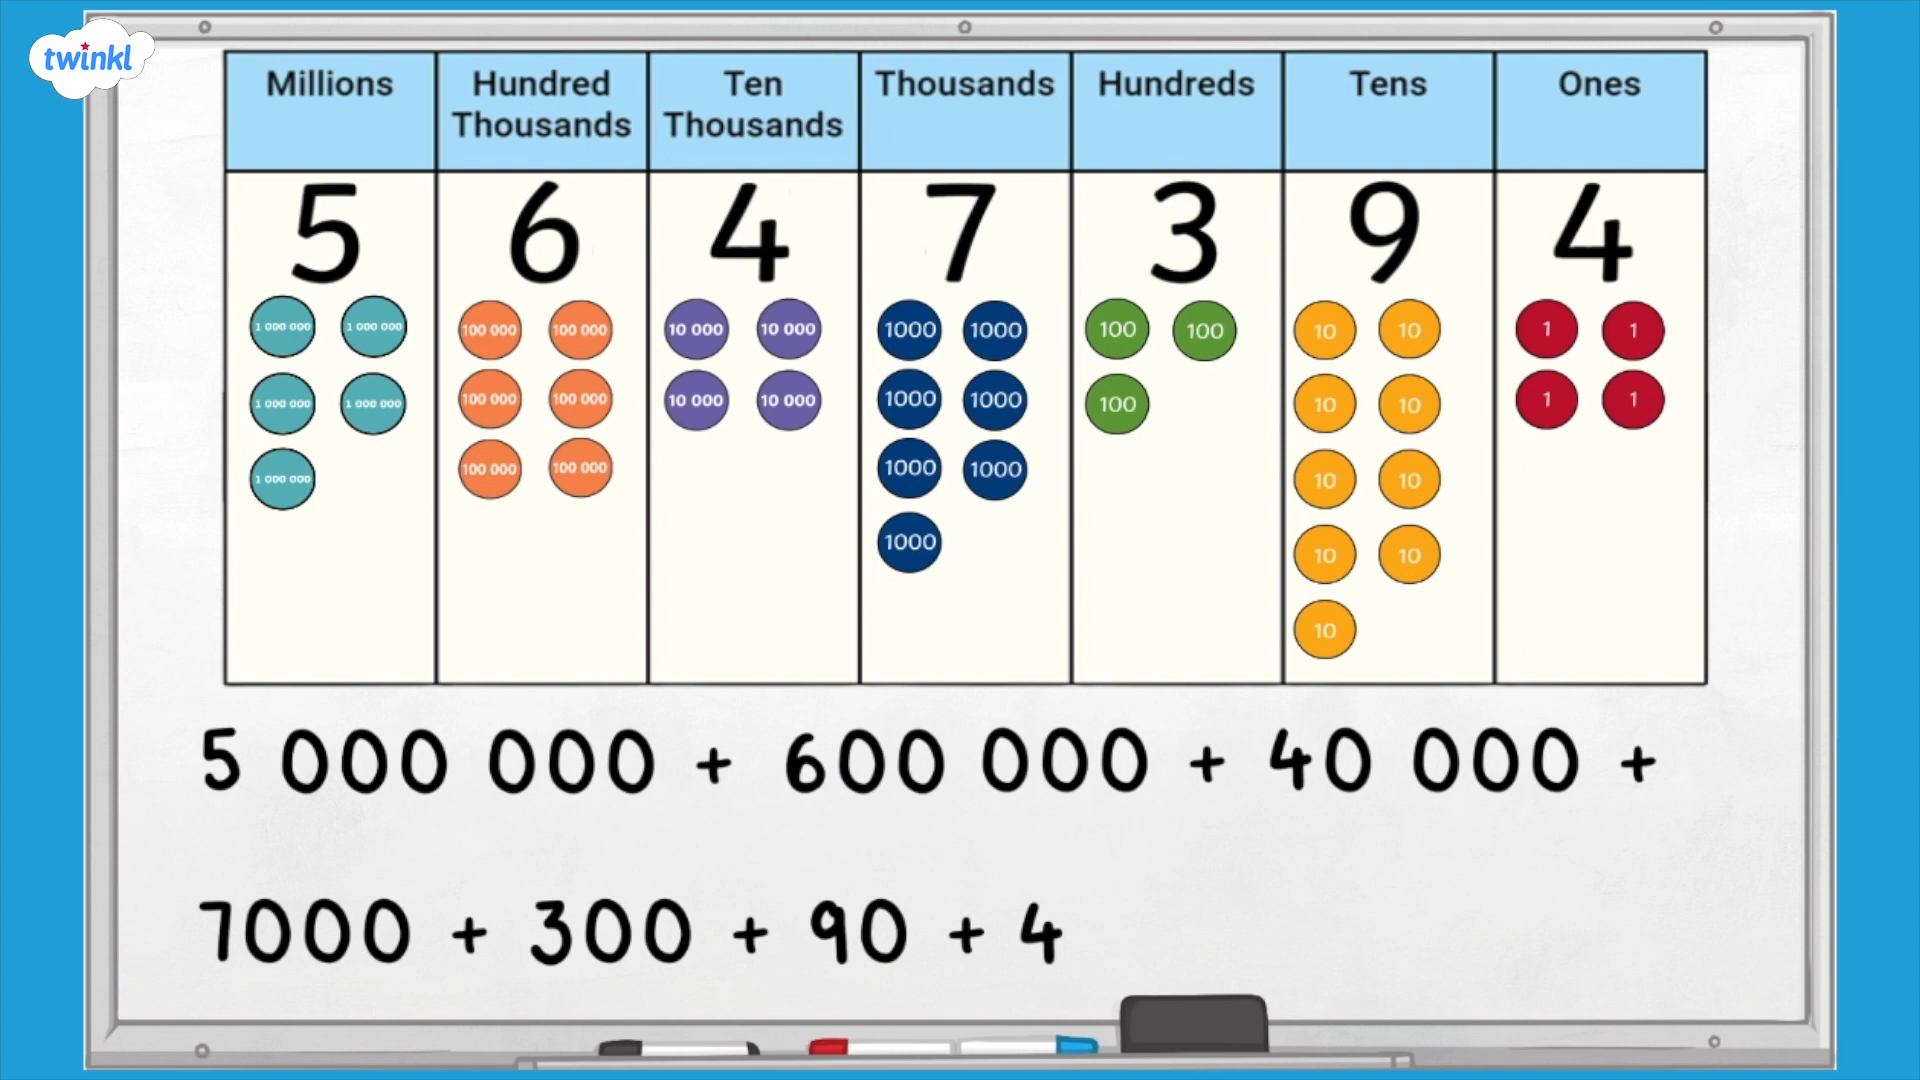 twinkl
Millions Hundred Thousands Ten Thousands Thousands Hundreds Tens Ones
5 6 4 7 3 9 4
1 000 000 1 000 000 100 000 100 000 10 000 10 000 1000 1000 100 100 10 10 1 1
1 000 000 1 000 000 100 000 100 000 10 000 10 000 1000 1000 100 10 10 1 1
1 000 000 100 000 100 000 1000 1000 10 10
1000 10 10
10
5 000 000 + 600 000 + 40 000 +
7000 + 300 + 90 + 4